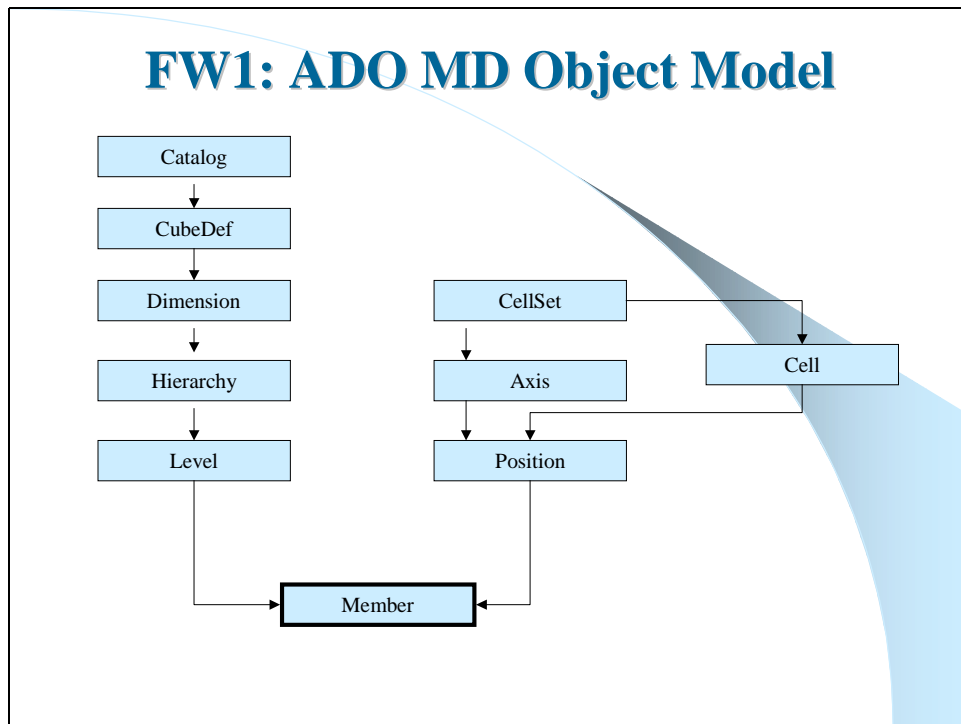 FW1: ADO MD Object Model
Catalog
CubeDef
Dimension
CellSet
Cell
Hierarchy
Axis
Level
Position
Member